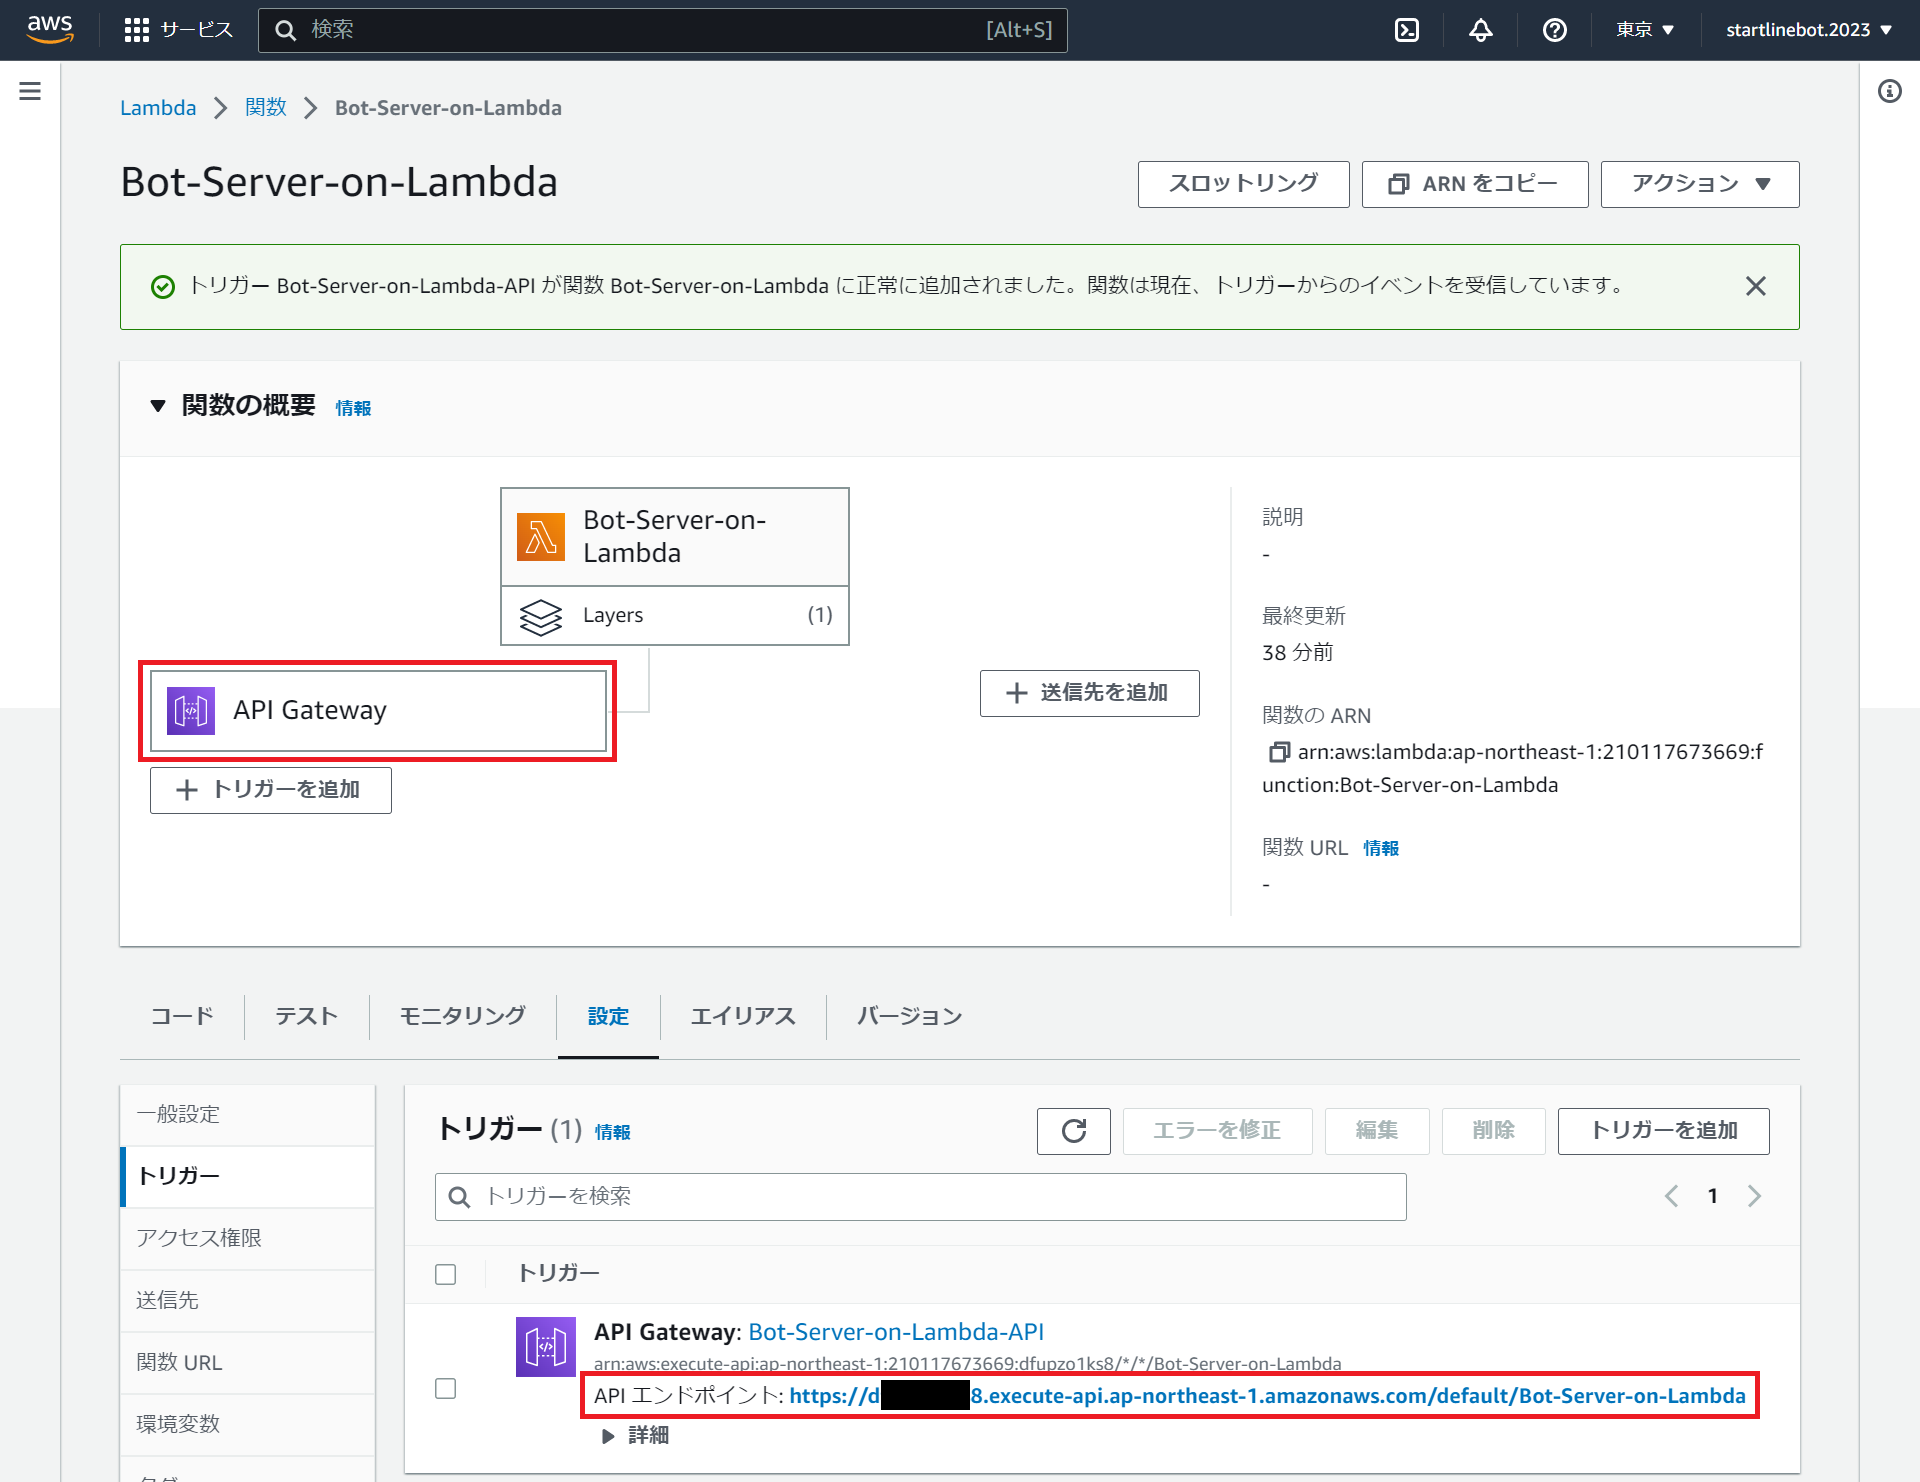 aws
サービス
検索
[Alt+S]
東京 ▼
startlinebot.2023 ▼
Lambda > 関数 > Bot-Server-on-Lambda
Bot-Server-on-Lambda
スロットリング
ARN をコピー
アクション ▼
トリガー Bot-Server-on-Lambda-API が関数 Bot-Server-on-Lambda に正常に追加されました。関数は現在、トリガーからのイベントを受信しています。
▼ 関数の概要 情報
Bot-Server-on-
Lambda
Layers (1)
API Gateway
+ トリガーを追加
+ 送信先を追加
説明
-
最終更新
38 分前
関数の ARN
arn:aws:lambda:ap-northeast-1:210117673669:f
unction:Bot-Server-on-Lambda
関数 URL 情報
-
コード
テスト
モニタリング
設定
エイリアス
バージョン
一般設定
トリガー
アクセス権限
送信先
関数 URL
環境変数
タグ
トリガー (1) 情報
エラーを修正
編集
削除
トリガーを追加
トリガーを検索
< 1 >
トリガー
API Gateway: Bot-Server-on-Lambda-API
arn:aws:execute-api:ap-northeast-1:210117673669:dfupzo1ks8/*/*/Bot-Server-on-Lambda
API エンドポイント: https://d 8.execute-api.ap-northeast-1.amazonaws.com/default/Bot-Server-on-Lambda
▶ 詳細